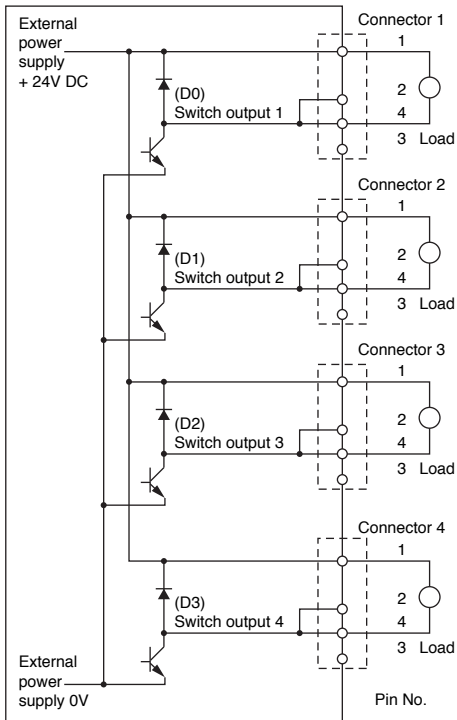 External
power
supply
+ 24V DC
Connector 1
1
(D0)
Switch output 1
2
4
3 Load
Connector 2
1
(D1)
Switch output 2
2
4
3 Load
Connector 3
1
(D2)
Switch output 3
2
4
3 Load
Connector 4
1
(D3)
Switch output 4
2
4
3 Load
External
power
supply 0V
Pin No.